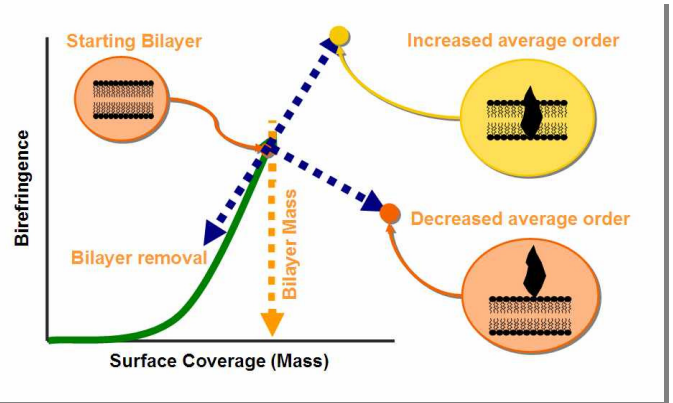 Starting Bilayer
Increased average order
Birefringence
Bilayer Mass
Decreased average order
Bilayer removal
Surface Coverage (Mass)